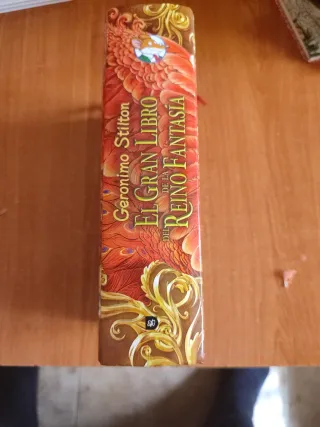 Geronimo Stilton
EL GRAN LIBRO
DEL
REINO FANTASÍA
DE LA